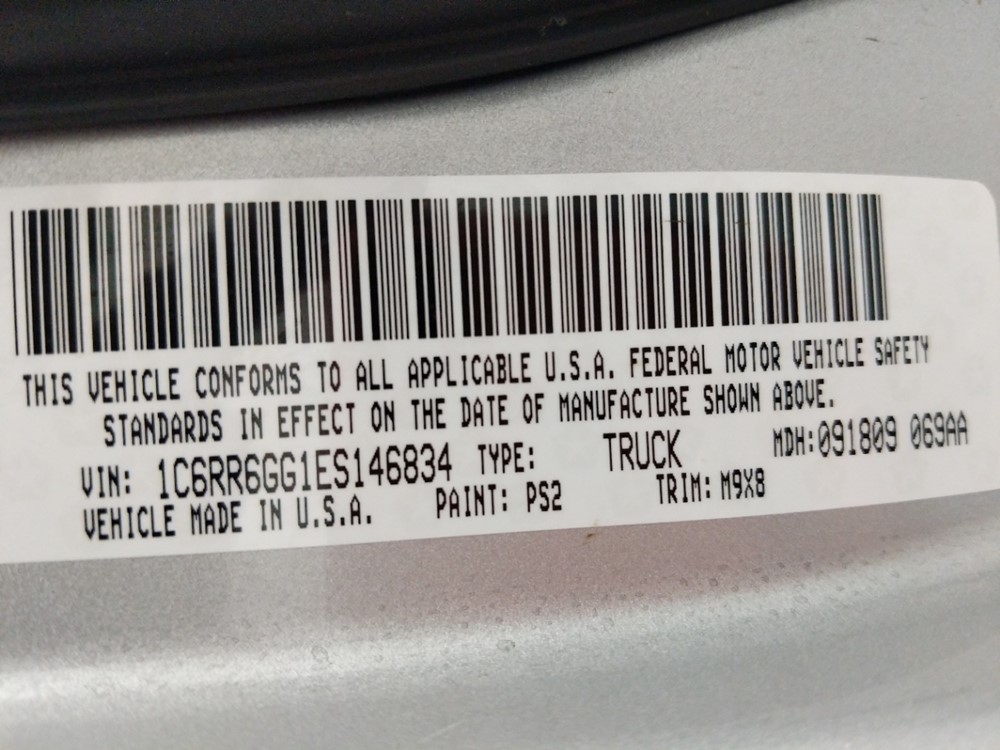 THIS VEHICLE CONFORMS TO ALL APPLICABLE U.S.A. FEDERAL MOTOR VEHICLE SAFETY
STANDARDS IN EFFECT ON THE DATE OF MANUFACTURE SHOWN ABOVE.
VIN: 1C6RR6GG1ES146834 TYPE: TRUCK MDH:091809 069AA
VEHICLE MADE IN U.S.A. PAINT: PS2 TRIM: M9X8